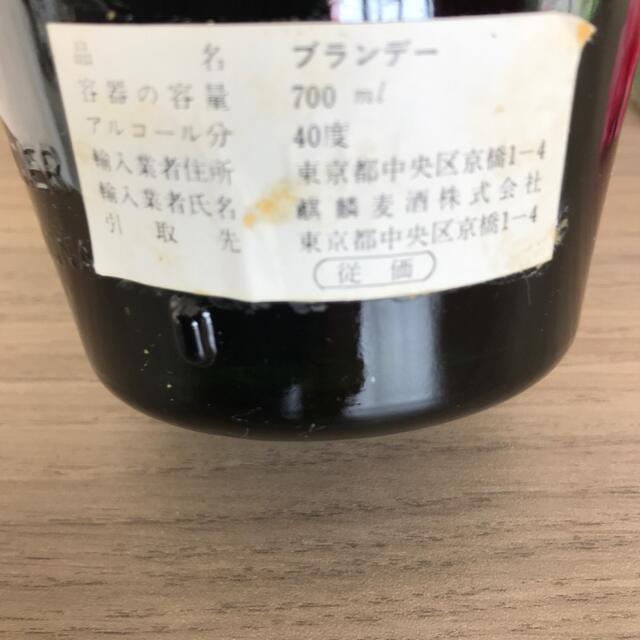 品名 ブランデー
容器の容量 700 ml
アルコール分 40度
輸入業者住所 東京都中央区京橋1-4
輸入業者氏名 麒麟麦酒株式会社
引取先 東京都中央区京橋1-4
従価